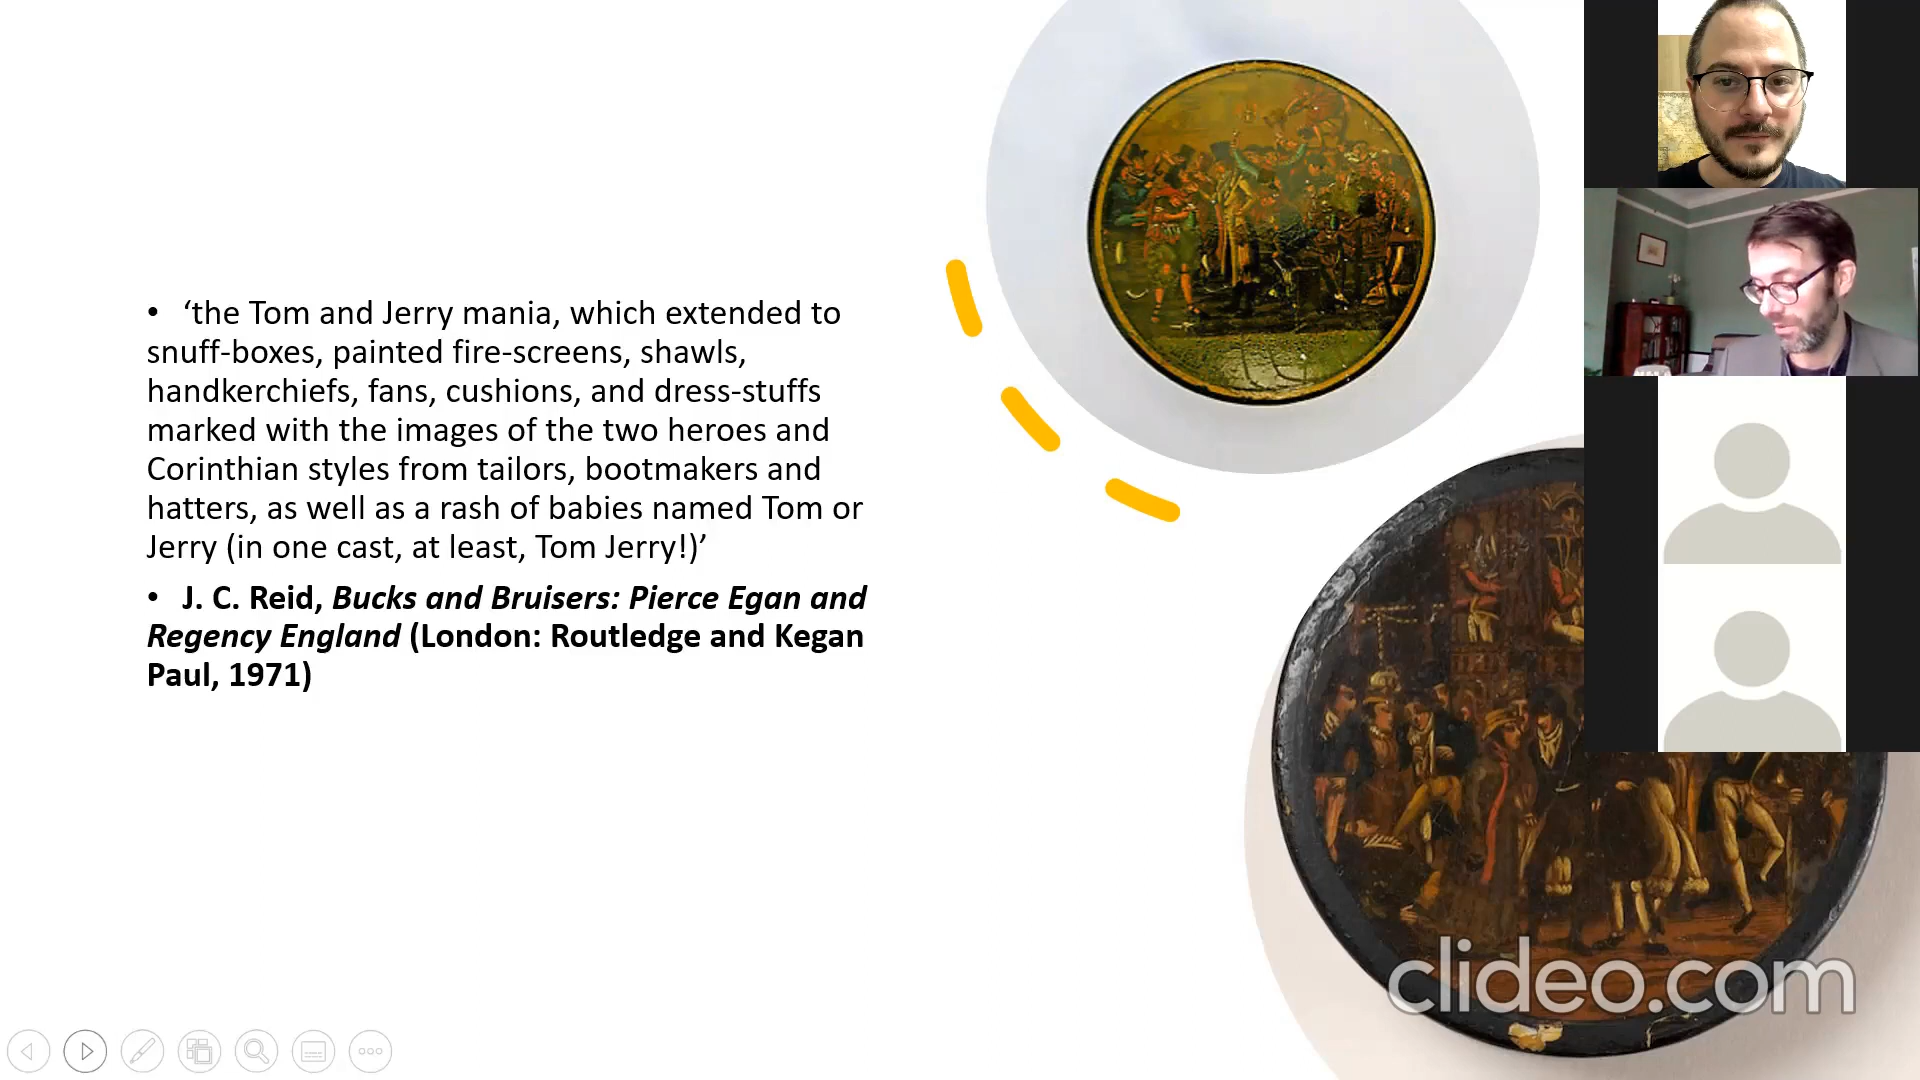 • ‘the Tom and Jerry mania, which extended to
snuff-boxes, painted fire-screens, shawls,
handkerchiefs, fans, cushions, and dress-stuffs
marked with the images of the two heroes and
Corinthian styles from tailors, bootmakers and
hatters, as well as a rash of babies named Tom or
Jerry (in one cast, at least, Tom Jerry!)’
• J. C. Reid, Bucks and Bruisers: Pierce Egan and
Regency England (London: Routledge and Kegan
Paul, 1971)
clideo.com